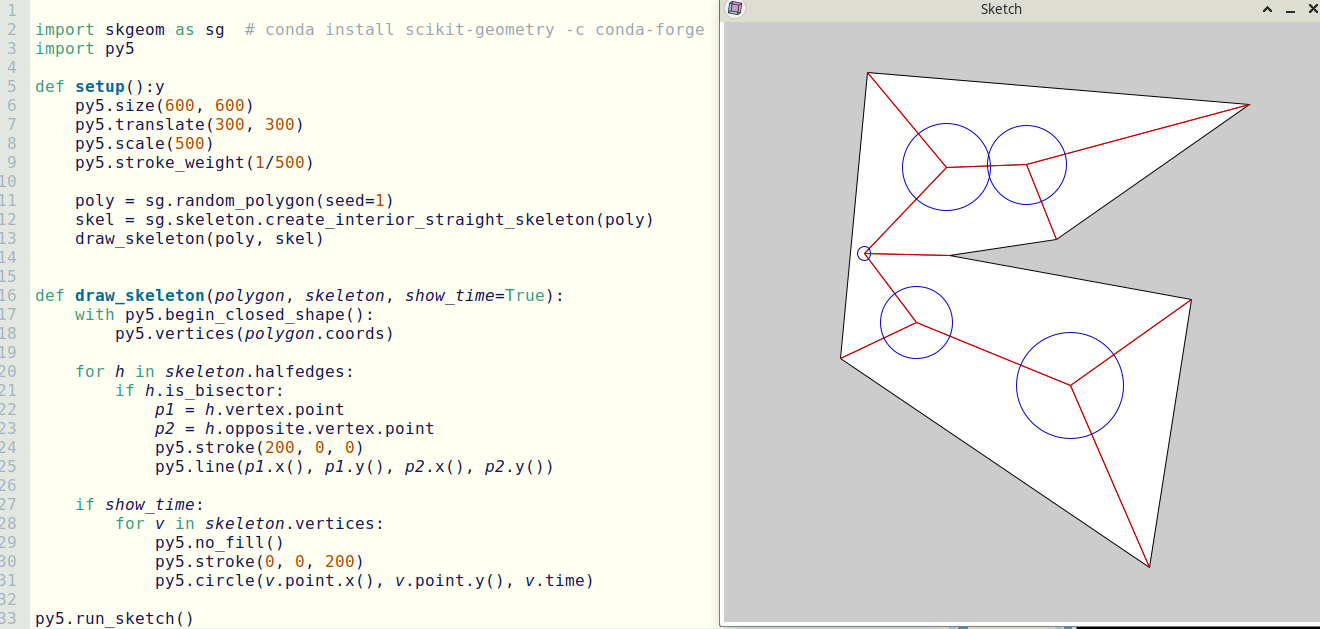 1
2 import skgeom as sg  # conda install scikit-geometry -c conda-forge
3 import py5
4
5 def setup():y
6     py5.size(600, 600)
7     py5.translate(300, 300)
8     py5.scale(500)
9     py5.stroke_weight(1/500)
10
11     poly = sg.random_polygon(seed=1)
12     skel = sg.skeleton.create_interior_straight_skeleton(poly)
13     draw_skeleton(poly, skel)
14
15
16 def draw_skeleton(polygon, skeleton, show_time=True):
17     with py5.begin_closed_shape():
18         py5.vertices(polygon.coords)
19
20     for h in skeleton.halfedges:
21         if h.is_bisector:
22             p1 = h.vertex.point
23             p2 = h.opposite.vertex.point
24             py5.stroke(200, 0, 0)
25             py5.line(p1.x(), p1.y(), p2.x(), p2.y())
26
27     if show_time:
28         for v in skeleton.vertices:
29             py5.no_fill()
30             py5.stroke(0, 0, 200)
31             py5.circle(v.point.x(), v.point.y(), v.time)
32
33 py5.run_sketch()
Sketch